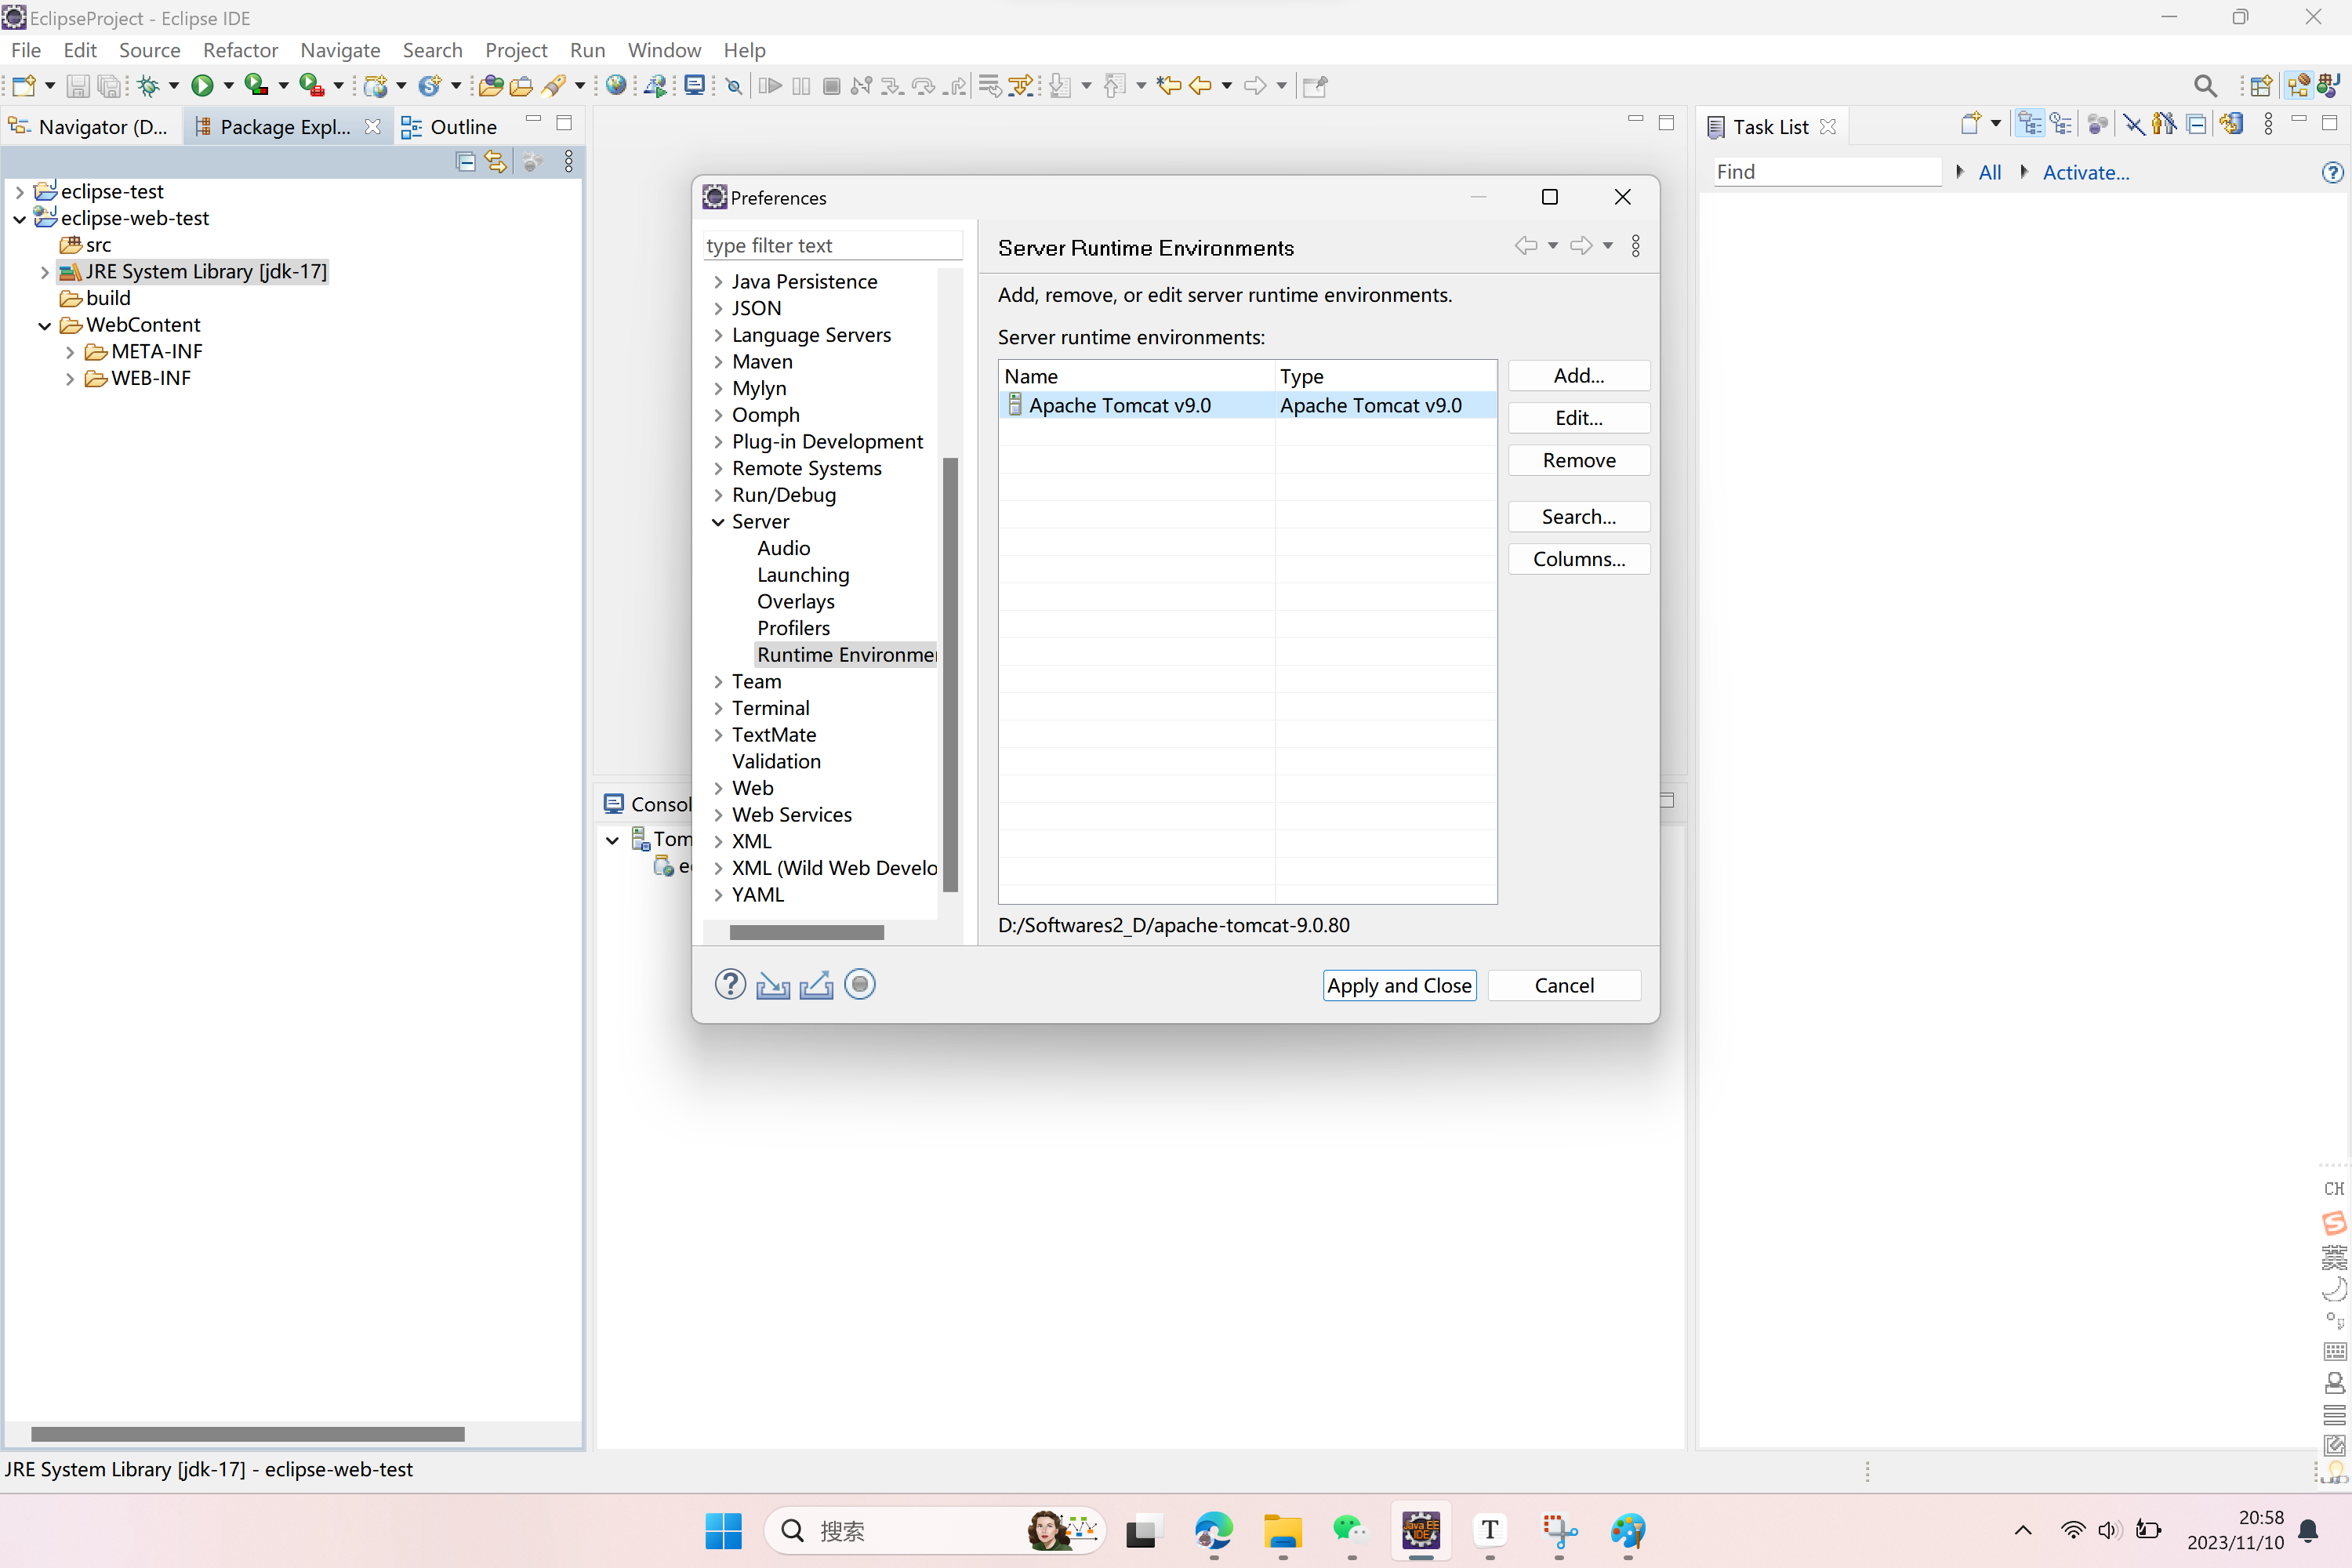 EclipseProject - Eclipse IDE
File Edit Source Refactor Navigate Search Project Run Window Help
Navigator (D... Package Expl... Outline
Task List
Find All Activate...
eclipse-test
eclipse-web-test
src
JRE System Library [jdk-17]
build
WebContent
META-INF
WEB-INF
Preferences
type filter text
Java Persistence
JSON
Language Servers
Maven
Mylyn
Oomph
Plug-in Development
Remote Systems
Run/Debug
Server
Audio
Launching
Overlays
Profilers
Runtime Environme
Team
Terminal
TextMate
Validation
Web
Web Services
XML
XML (Wild Web Develo
YAML
Server Runtime Environments
Add, remove, or edit server runtime environments.
Server runtime environments:
Name Type
Apache Tomcat v9.0 Apache Tomcat v9.0
Add...
Edit...
Remove
Search...
Columns...
D:/Softwares2_D/apache-tomcat-9.0.80
Apply and Close Cancel
Consol
Tom
ec
JRE System Library [jdk-17] - eclipse-web-test
CH
S
英
搜索
Java EE
IDE
T
20:58
2023/11/10